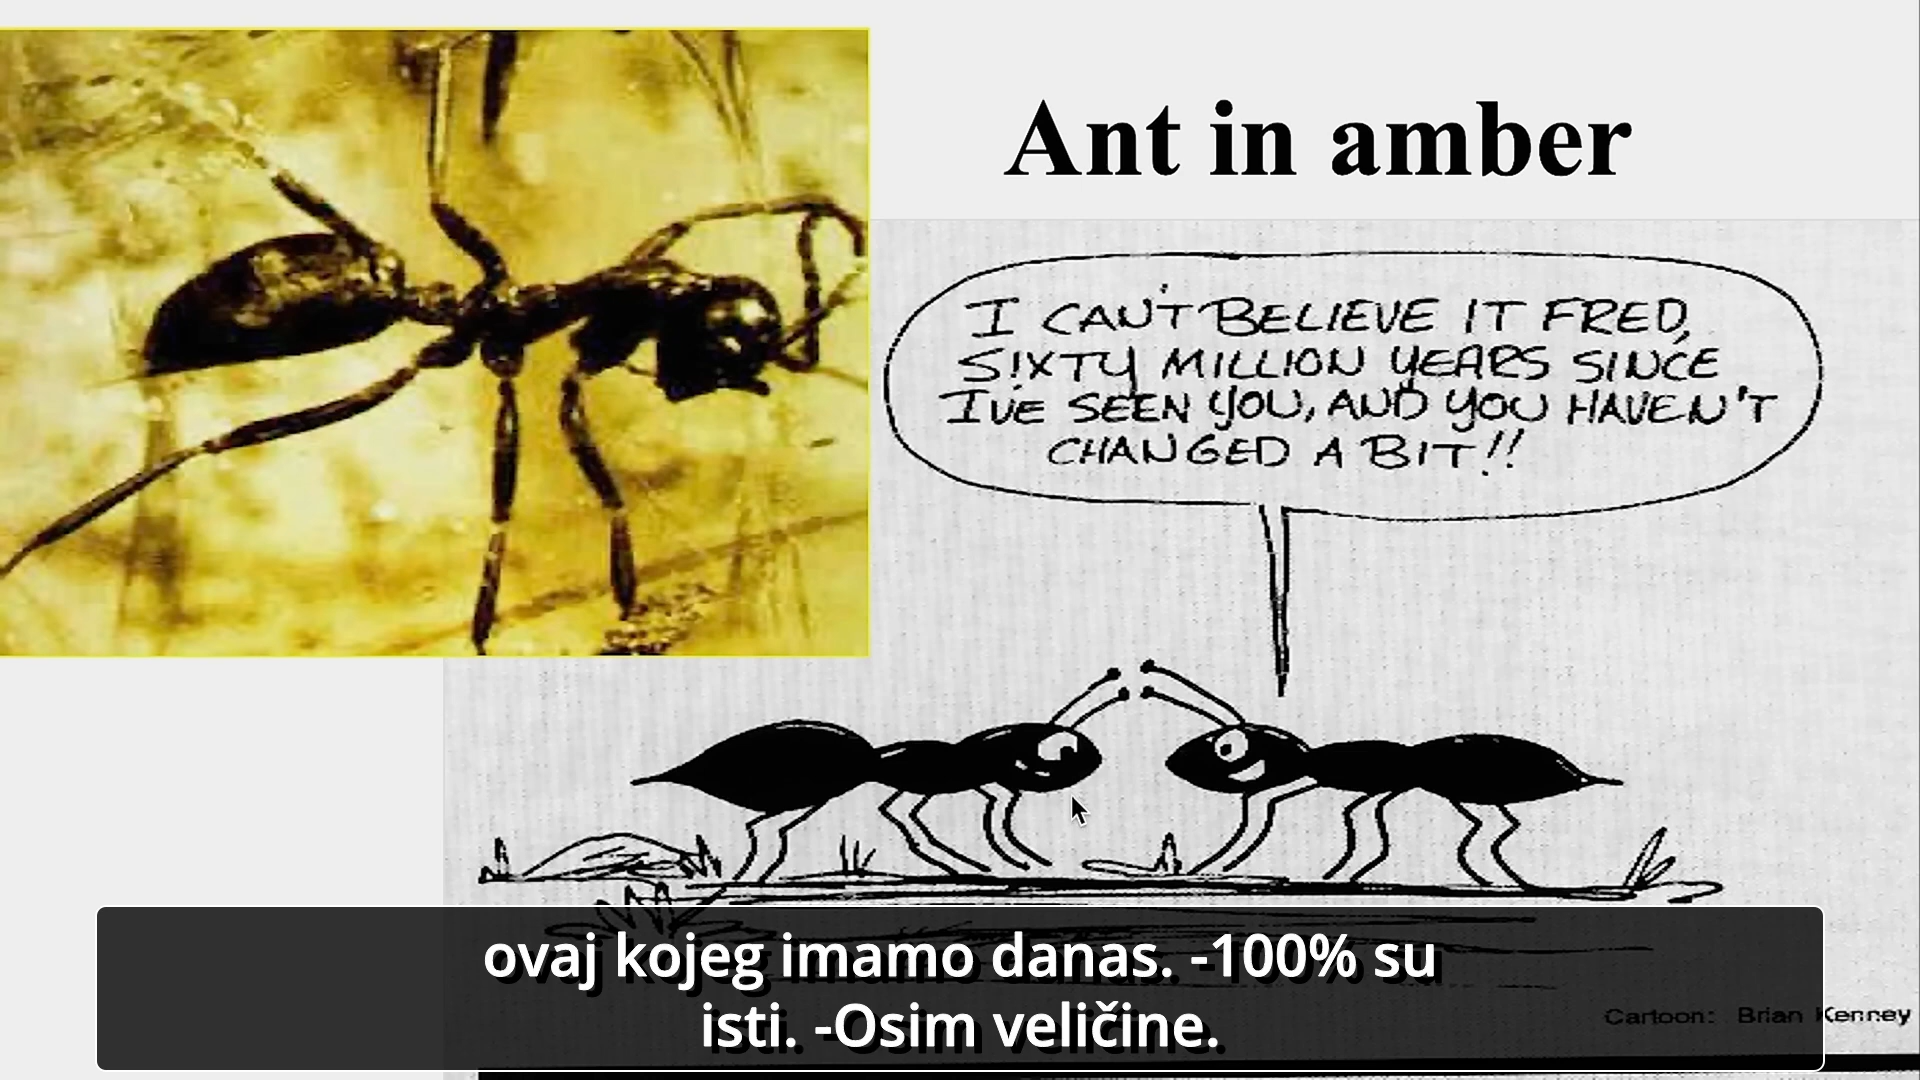 Ant in amber
I CAN'T BELIEVE IT FRED,
SIXTY MILLION YEARS SINCE
I'VE SEEN YOU, AND YOU HAVEN'T
CHANGED A BIT!!
ovaj kojeg imamo danas. -100% su
isti. -Osim veličine.
Cartoon: Brian Kenney